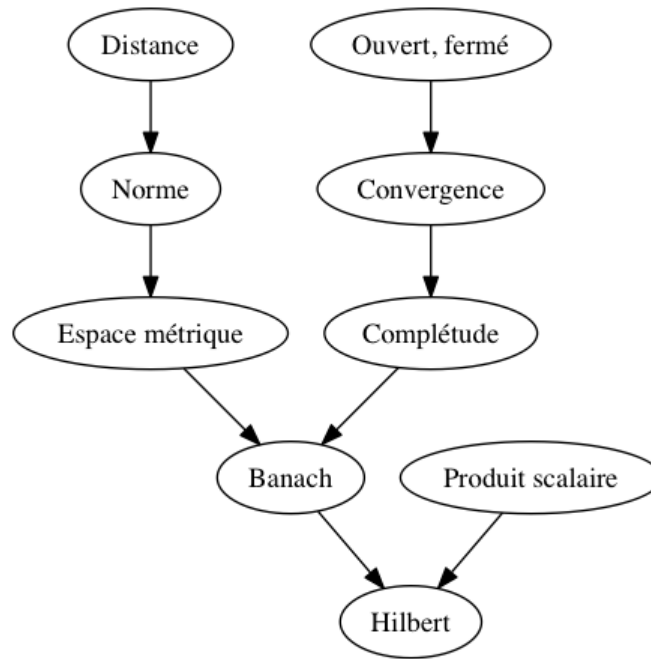 Distance
Ouvert, fermé
Norme
Convergence
Espace métrique
Complétude
Banach
Produit scalaire
Hilbert